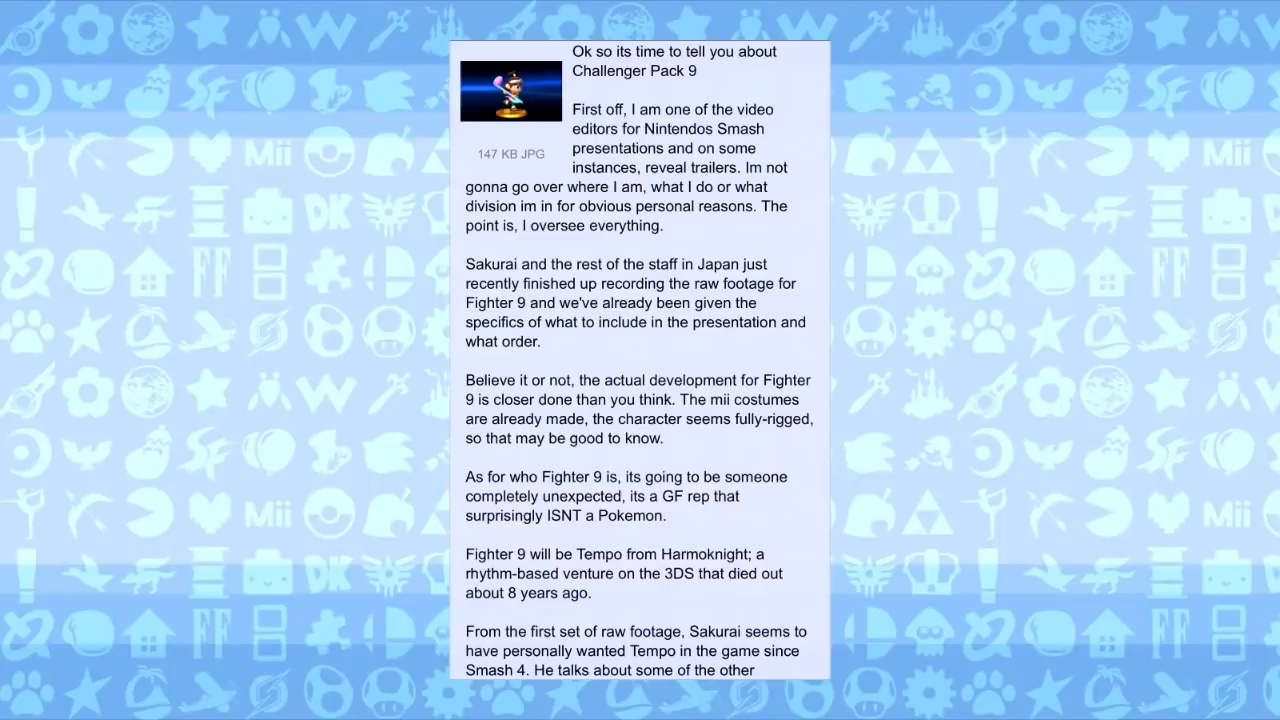 Ok so its time to tell you about
Challenger Pack 9
First off, I am one of the video
editors for Nintendos Smash
presentations and on some
instances, reveal trailers. Im not
147 KB JPG
gonna go over where I am, what I do or what
division im in for obvious personal reasons. The
point is, I oversee everything.
Sakurai and the rest of the staff in Japan just
recently finished up recording the raw footage for
Fighter 9 and we've already been given the
specifics of what to include in the presentation and
what order.
Believe it or not, the actual development for Fighter
9 is closer done than you think. The mii costumes
are already made, the character seems fully-rigged,
so that may be good to know.
As for who Fighter 9 is, its going to be someone
completely unexpected, its a GF rep that
surprisingly ISNT a Pokemon.
Fighter 9 will be Tempo from Harmoknight; a
rhythm-based venture on the 3DS that died out
about 8 years ago.
From the first set of raw footage, Sakurai seems to
have personally wanted Tempo in the game since
Smash 4. He talks about some of the other